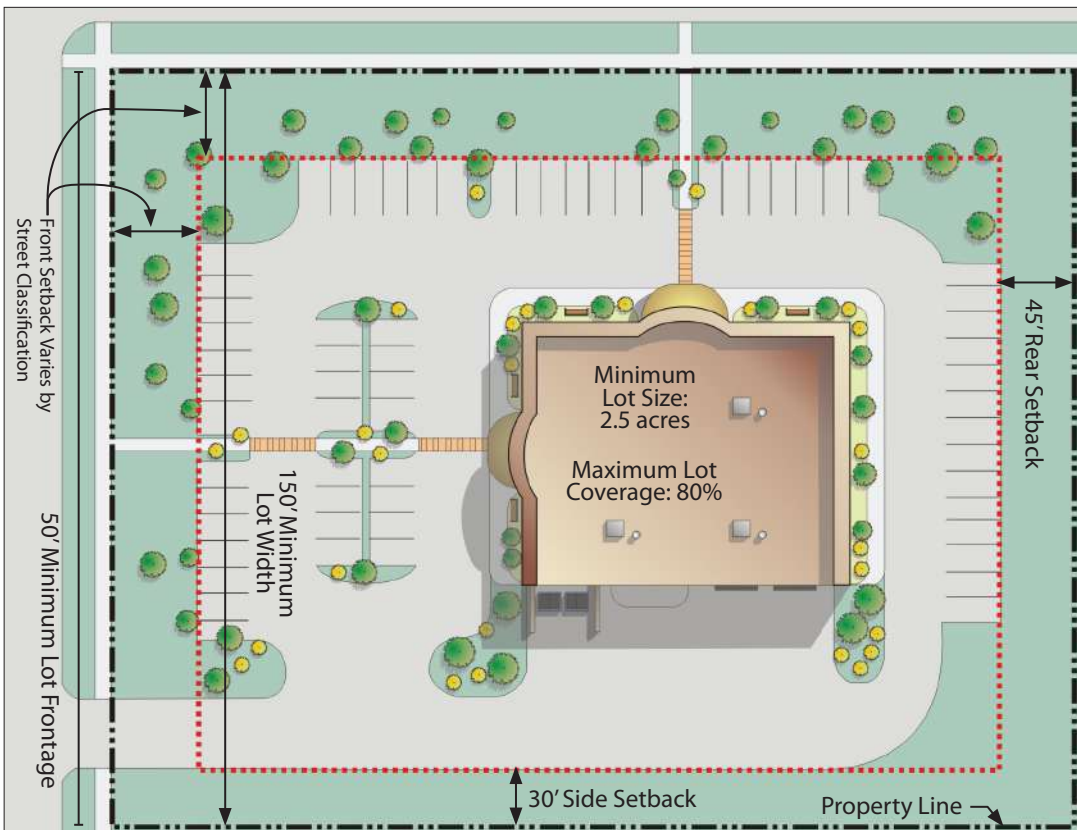 Front Setback Varies by
Street Classification
50' Minimum Lot Frontage
150' Minimum
Lot Width
Minimum
Lot Size:
2.5 acres
Maximum Lot
Coverage: 80%
45' Rear Setback
30' Side Setback
Property Line